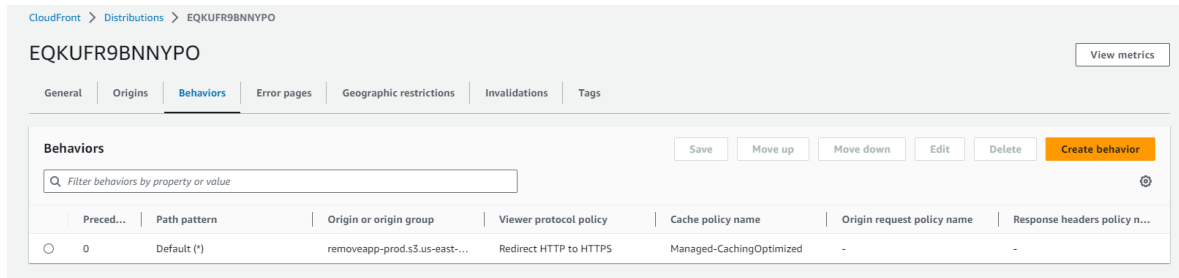 CloudFront > Distributions > EQKUFR9BNNYPO
EQKUFR9BNNYPO
View metrics
General Origins Behaviors Error pages Geographic restrictions Invalidations Tags
Behaviors
Save Move up Move down Edit Delete Create behavior
Filter behaviors by property or value
Preced... Path pattern Origin or origin group Viewer protocol policy Cache policy name Origin request policy name Response headers policy n...
0 Default (*) removeapp-prod.s3.us-east-... Redirect HTTP to HTTPS Managed-CachingOptimized - -